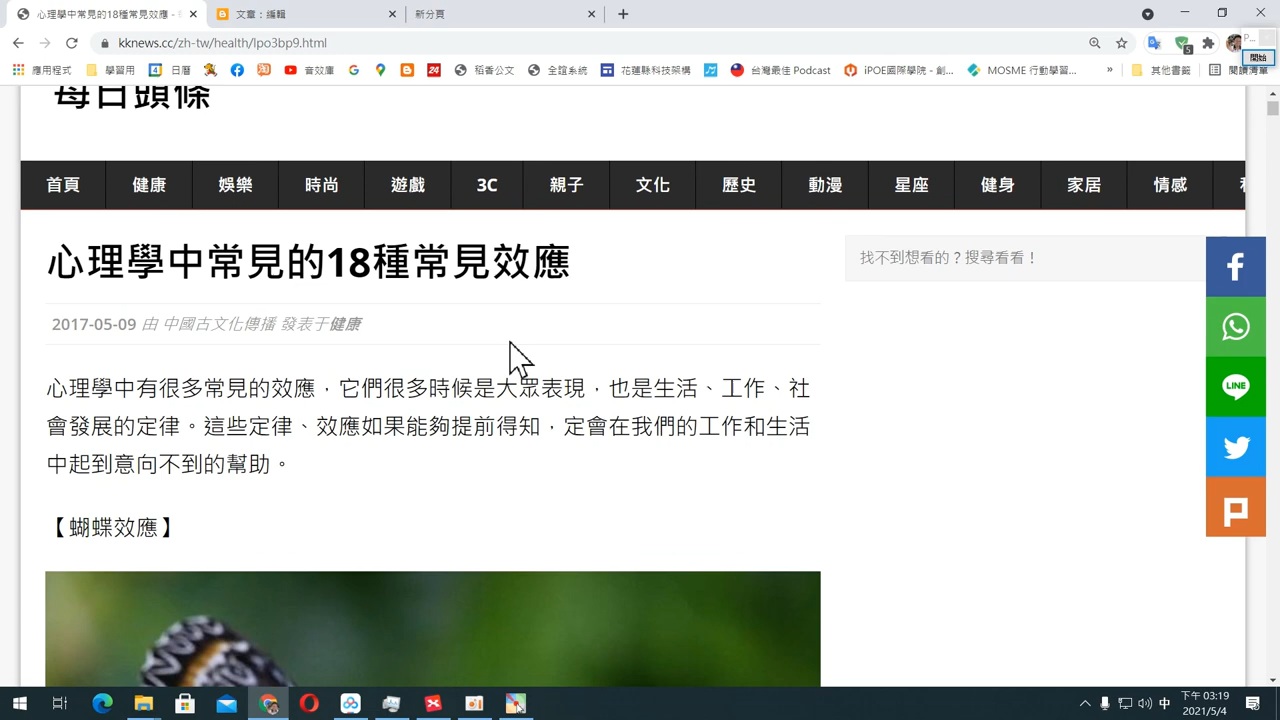 心理學中常見的18種常見效應 -
文章：編輯
新分頁
kknews.cc/zh-tw/health/lpo3bp9.html
開始
應用程式
學習用
日曆
音效庫
稻香公文
全誼系統
花蓮縣科技架構
台灣最佳 Podcast
iPOE國際學院 - 創...
MOSME 行動學習...
»
其他書籤
閱讀清單
每日頭條
首頁 健康 娛樂 時尚 遊戲 3C 親子 文化 歷史 動漫 星座 健身 家居 情感
心理學中常見的18種常見效應
找不到想看的？搜尋看看！
2017-05-09 由 中國古文化傳播 發表于健康
心理學中有很多常見的效應，它們很多時候是大眾表現，也是生活、工作、社
會發展的定律。這些定律、效應如果能夠提前得知，定會在我們的工作和生活
中起到意向不到的幫助。
【蝴蝶效應】
LINE
中
下午 03:19
2021/5/4